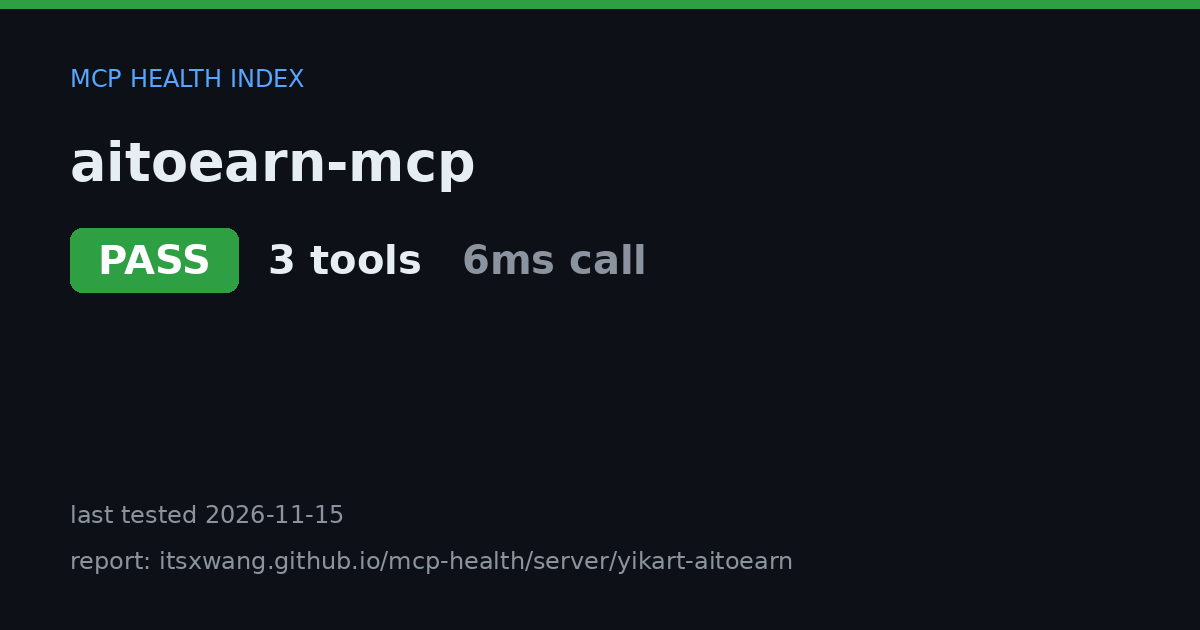 MCP HEALTH INDEX
aitoearn-mcp
PASS 3 tools 6ms call
last tested 2026-11-15
report: itsxwang.github.io/mcp-health/server/yikart-aitoearn